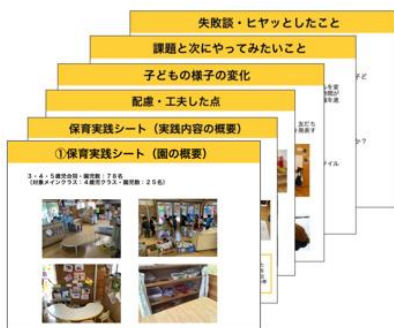 失敗談・ヒヤッとしたこと
課題と次にやってみたいこと
子どもの様子の変化
配慮・工夫した点
保育実践シート（実践内容の概要）
①保育実践シート（園の概要）
3・4・5歳児合同・園児数：78名
（対象メインクラス：4歳児クラス・園児数：25名）